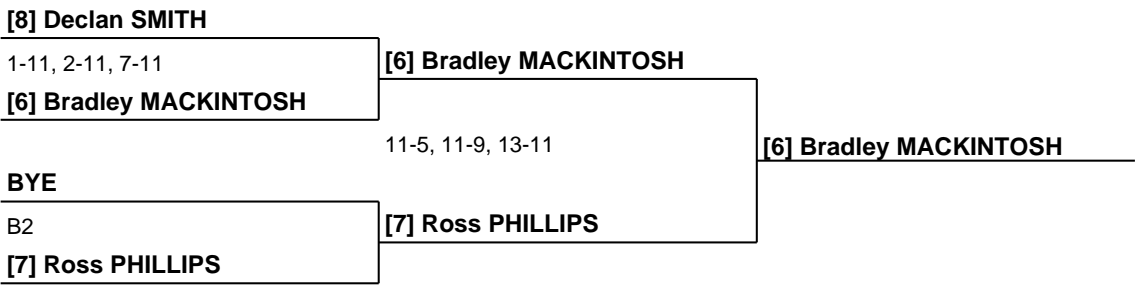 [8] Declan SMITH
1-11, 2-11, 7-11
[6] Bradley MACKINTOSH
[6] Bradley MACKINTOSH
11-5, 11-9, 13-11
[6] Bradley MACKINTOSH
BYE
B2
[7] Ross PHILLIPS
[7] Ross PHILLIPS